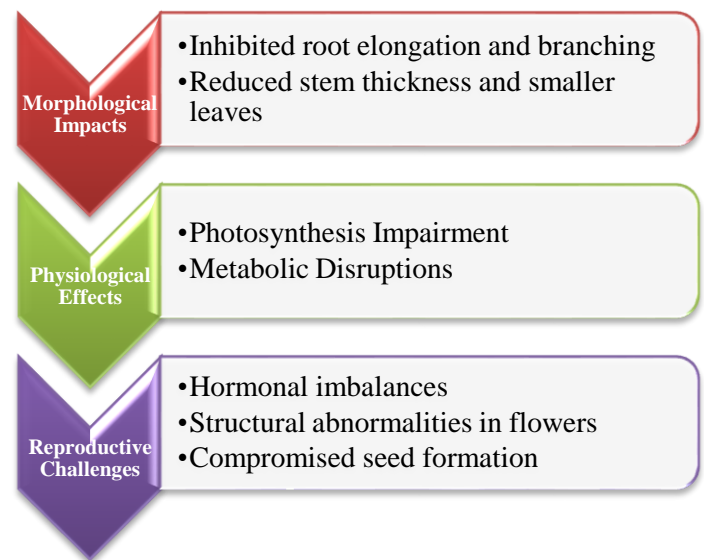 Morphological
Impacts
•Inhibited root elongation and branching
•Reduced stem thickness and smaller
leaves
Physiological
Effects
•Photosynthesis Impairment
•Metabolic Disruptions
Reproductive
Challenges
•Hormonal imbalances
•Structural abnormalities in flowers
•Compromised seed formation